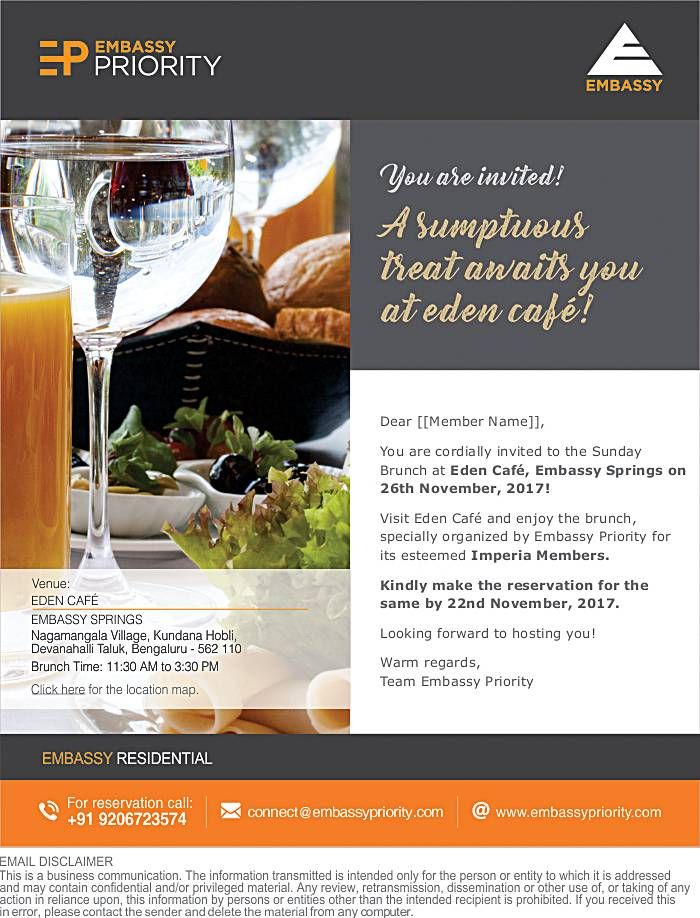 EMBASSY
PRIORITY
EMBASSY
You are invited!
A sumptuous
treat awaits you
at eden café!
Dear [[Member Name]],
You are cordially invited to the Sunday
Brunch at Eden Café, Embassy Springs on
26th November, 2017!
Visit Eden Café and enjoy the brunch,
specially organized by Embassy Priority for
its esteemed Imperia Members.
Kindly make the reservation for the
same by 22nd November, 2017.
Looking forward to hosting you!
Warm regards,
Team Embassy Priority
Venue:
EDEN CAFÉ
EMBASSY SPRINGS
Nagamangala Village, Kundana Hobli,
Devanahalli Taluk, Bengaluru - 562 110
Brunch Time: 11:30 AM to 3:30 PM
Click here for the location map.
EMBASSY RESIDENTIAL
For reservation call:
+91 9206723574
connect@embassypriority.com
www.embassypriority.com
EMAIL DISCLAIMER
This is a business communication. The information transmitted is intended only for the person or entity to which it is addressed
and may contain confidential and/or privileged material. Any review, retransmission, dissemination or other use of, or taking of any
action in reliance upon, this information by persons or entities other than the intended recipient is prohibited. If you received this
in error, please contact the sender and delete the material from any computer.